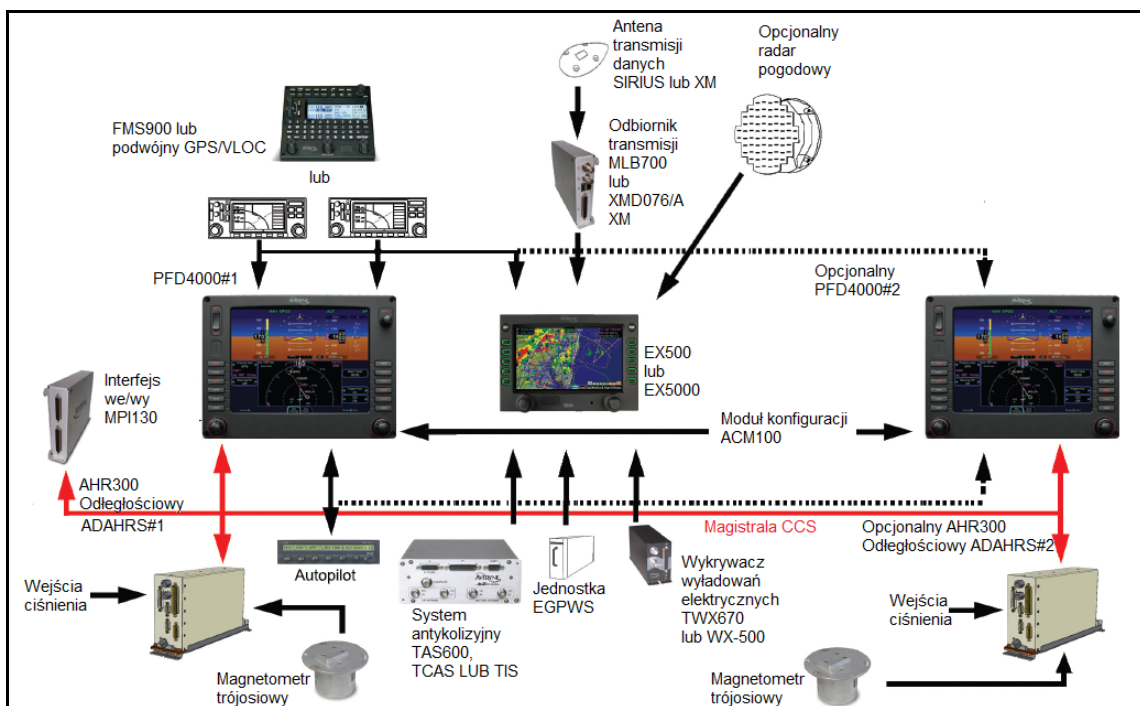 Antena
transmisji
danych
SIRIUS lub XM
Opcjonalny
radar
pogodowy
FMS900 lub
podwójny GPS/VLOC
lub
Odbiornik
transmisji
MLB700
lub
XMD076/A
XM
PFD4000#1
Opcjonalny
PFD4000#2
EX500
lub
EX5000
Interfejs
we/wy
MPI130
Moduł konfiguracji
ACM100
AHR300
Odległościowy
ADAHRS#1
Magistrala CCS
Opcjonalny AHR300
Odległościowy ADAHRS#2
Wejścia
ciśnienia
Autopilot
System
antykolizyjny
TAS600,
TCAS LUB TIS
Jednostka
EGPWS
Wykrywacz
wyładowań
elektrycznych
TWX670
lub WX-500
Wejścia
ciśnienia
Magnetometr
trójosiowy
Magnetometr
trójosiowy